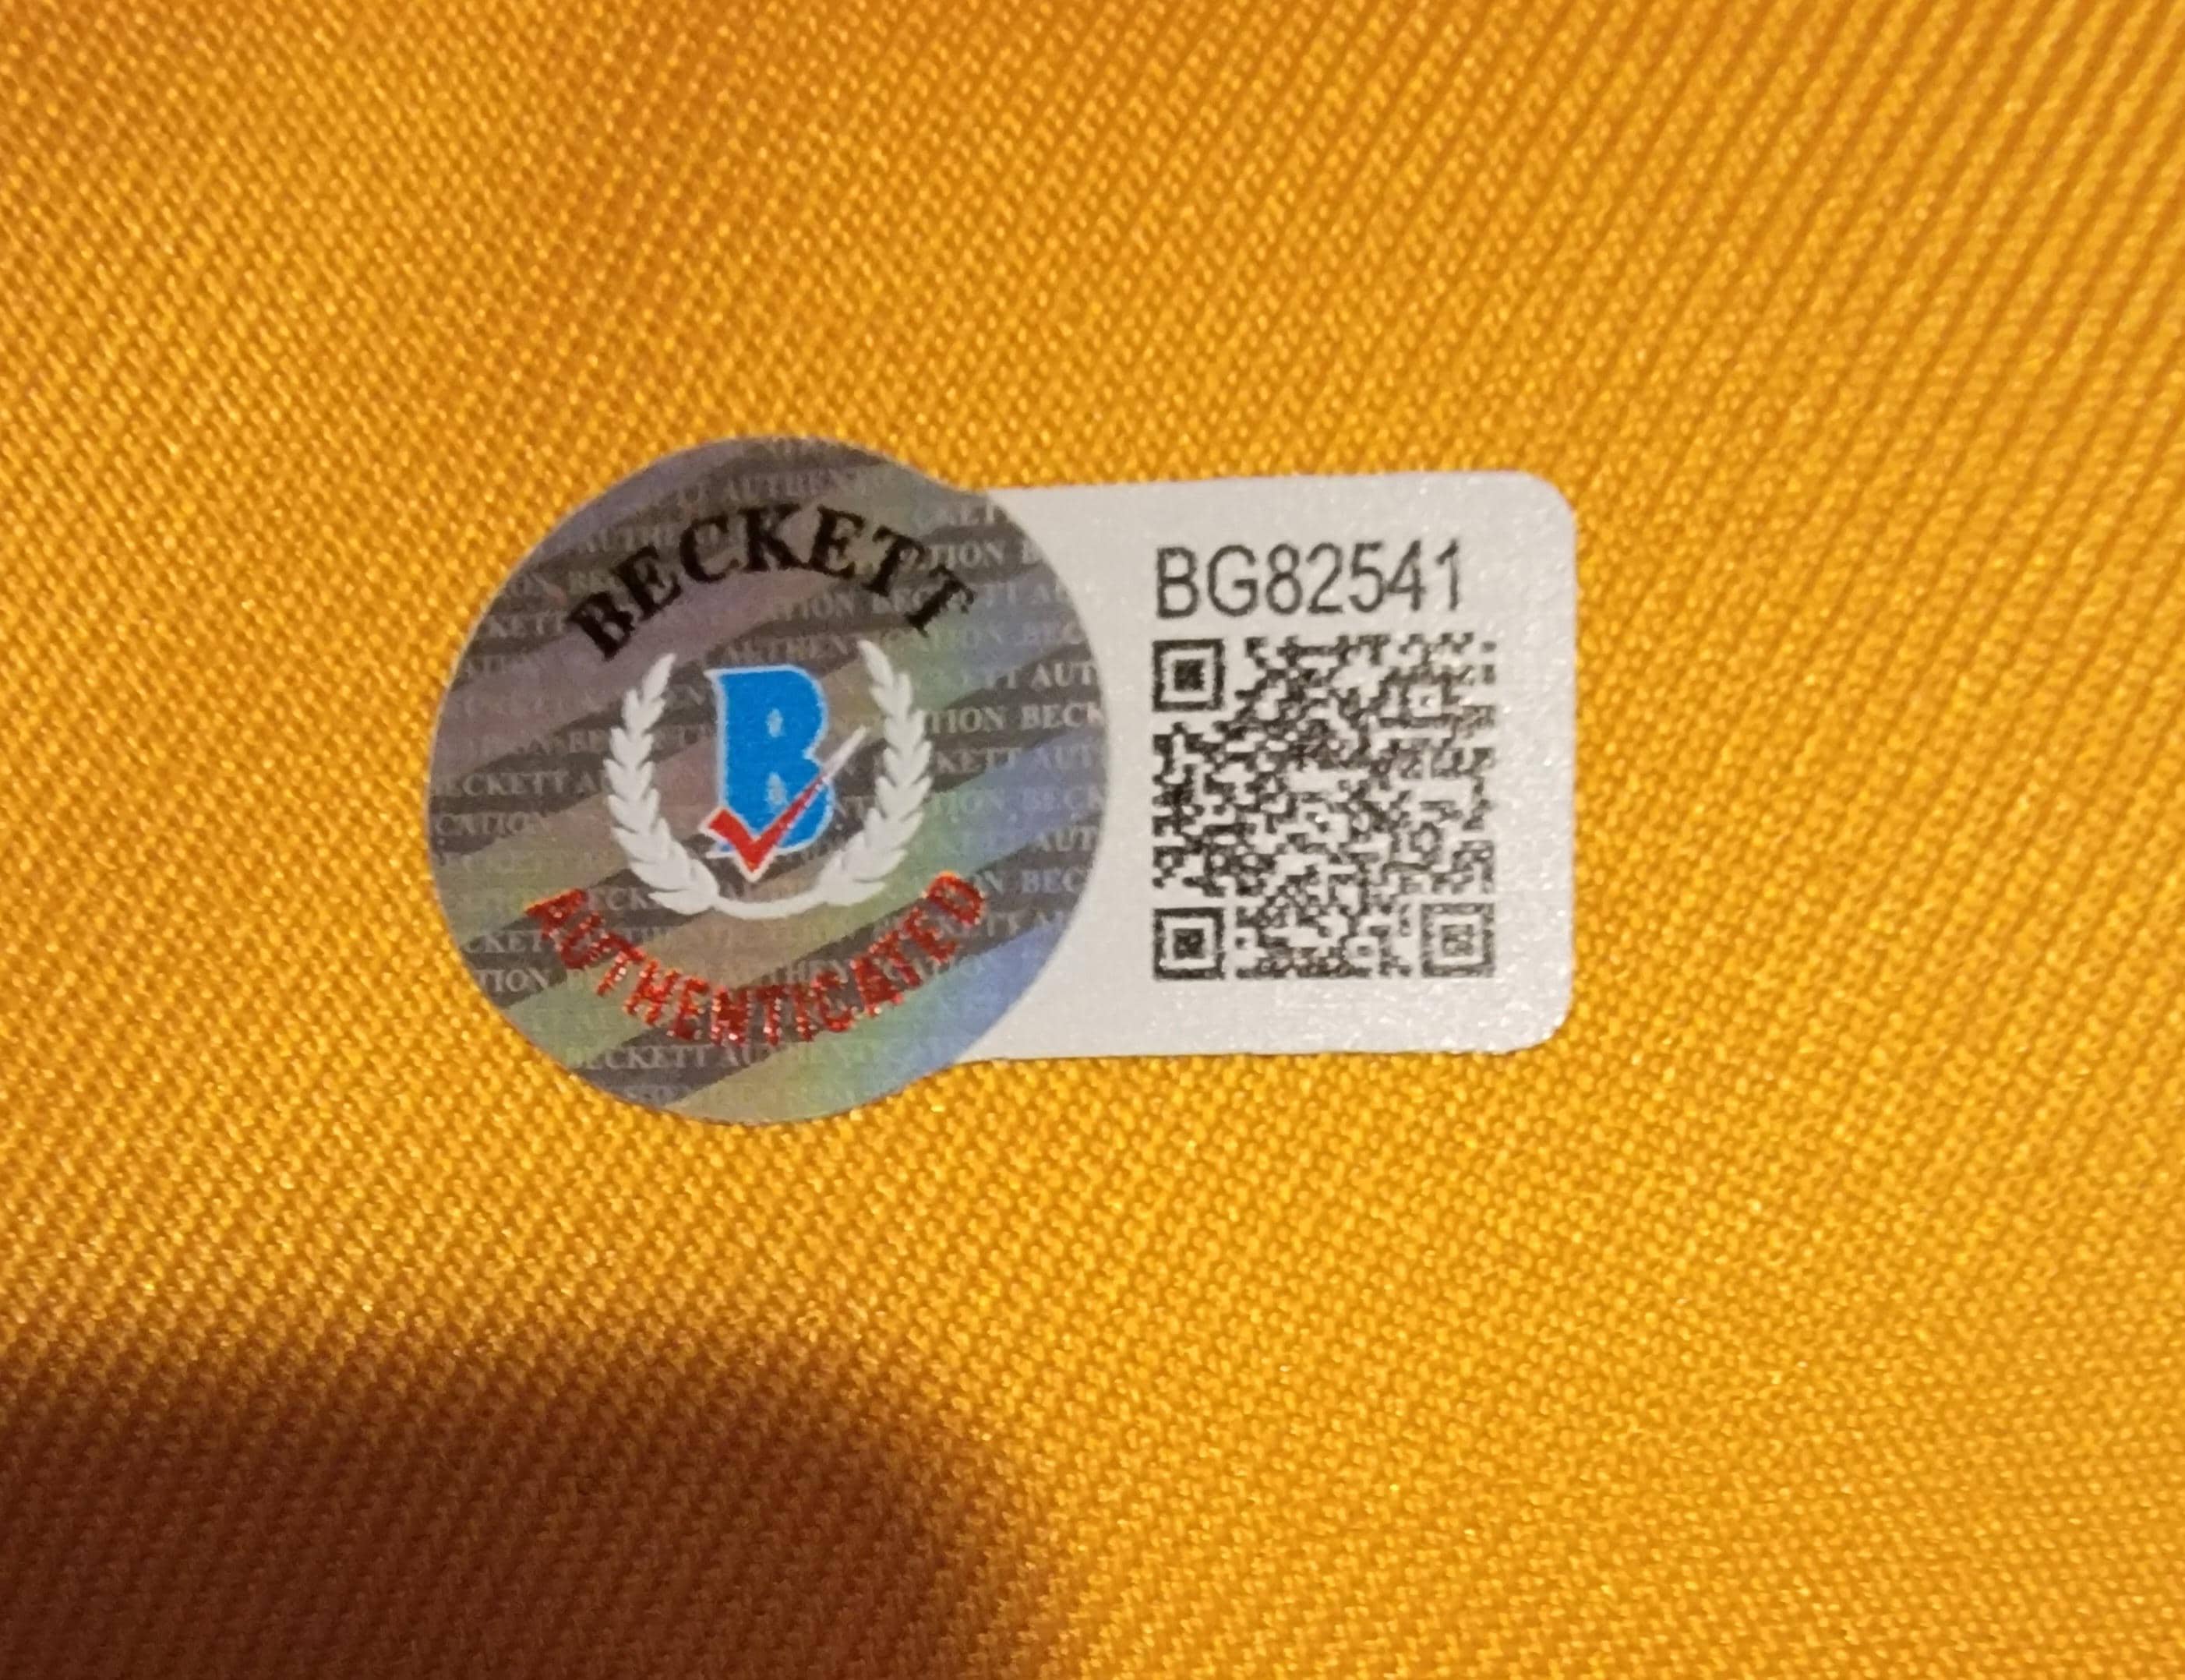 BECKETT
B
AUTHENTICATED
BG82541